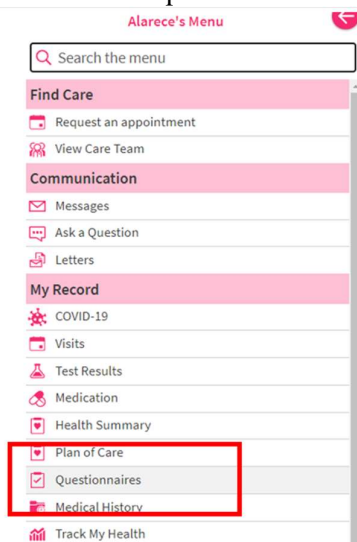 Alarece's Menu
Search the menu
Find Care
Request an appointment
View Care Team
Communication
Messages
Ask a Question
Letters
My Record
COVID-19
Visits
Test Results
Medication
Health Summary
Plan of Care
Questionnaires
Medical History
Track My Health